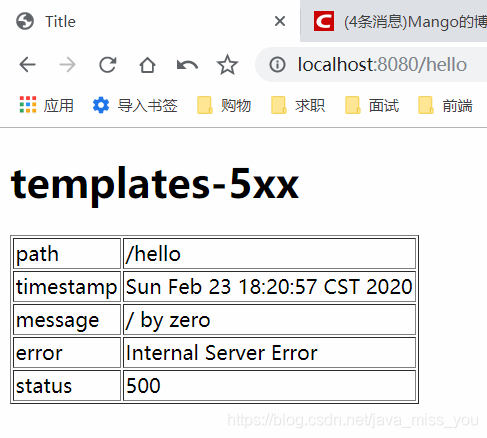 Title
(4条消息)Mango的博
localhost:8080/hello
应用 导入书签 购物 求职 面试 前端
templates-5xx
path /hello
timestamp Sun Feb 23 18:20:57 CST 2020
message / by zero
error Internal Server Error
status 500
https://blog.csdn.net/java_miss_you